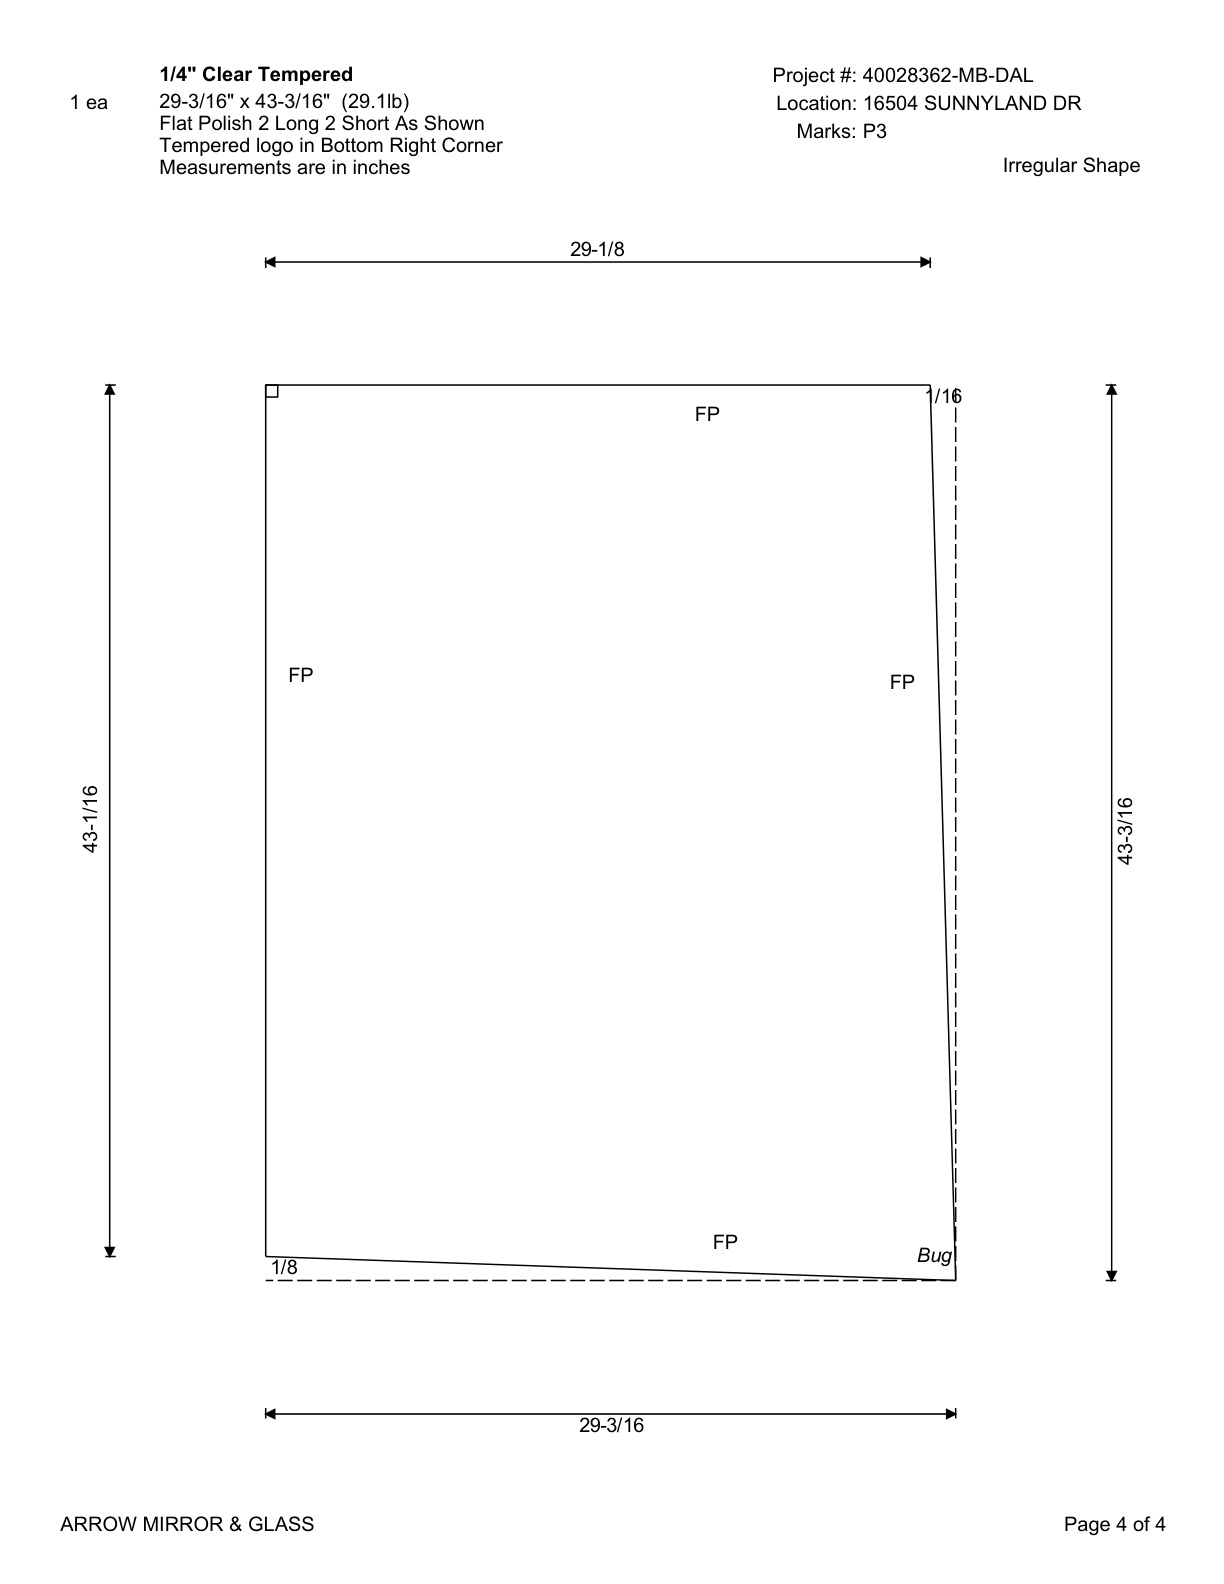 1/4" Clear Tempered
1 ea
29-3/16" x 43-3/16"  (29.1lb)
Flat Polish 2 Long 2 Short As Shown
Tempered logo in Bottom Right Corner
Measurements are in inches
Project #: 40028362-MB-DAL
Location: 16504 SUNNYLAND DR
Marks: P3
Irregular Shape
29-1/8
1/16
FP
FP
FP
43-1/16
43-3/16
FP
Bug
1/8
29-3/16
ARROW MIRROR & GLASS
Page 4 of 4